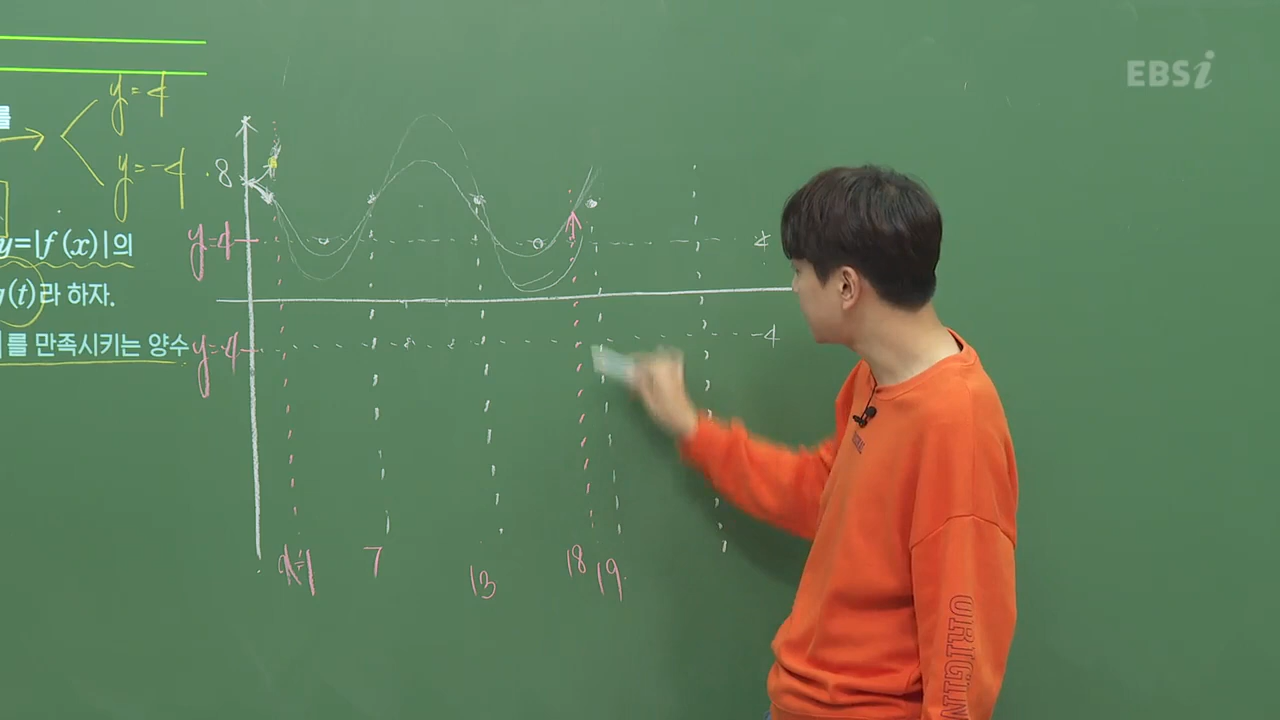 EBSi
y=4
를
y=-4
8
y=4
4
y=|f(x)|의
(t)라 하자.
를 만족시키는 양수
y=-4
-4
x=1
7
13
18
19
ORIGIN